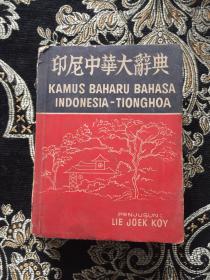 印尼中華大辭典
KAMUS BAHARU BAHASA
INDONESIA-TIONGHOA
PENJUSUN:
LIE JOEK KOY